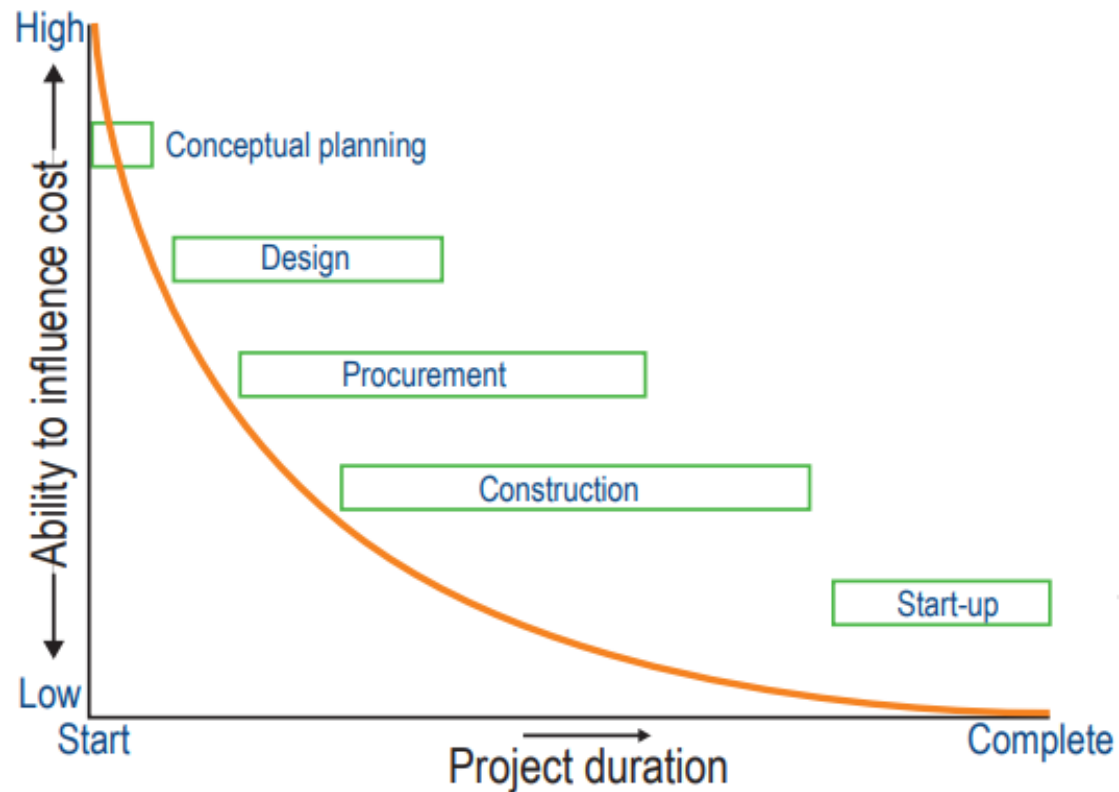 High
Conceptual planning
Design
Procurement
Construction
Start-up
Ability to influence cost
Low
Start
Complete
Project duration